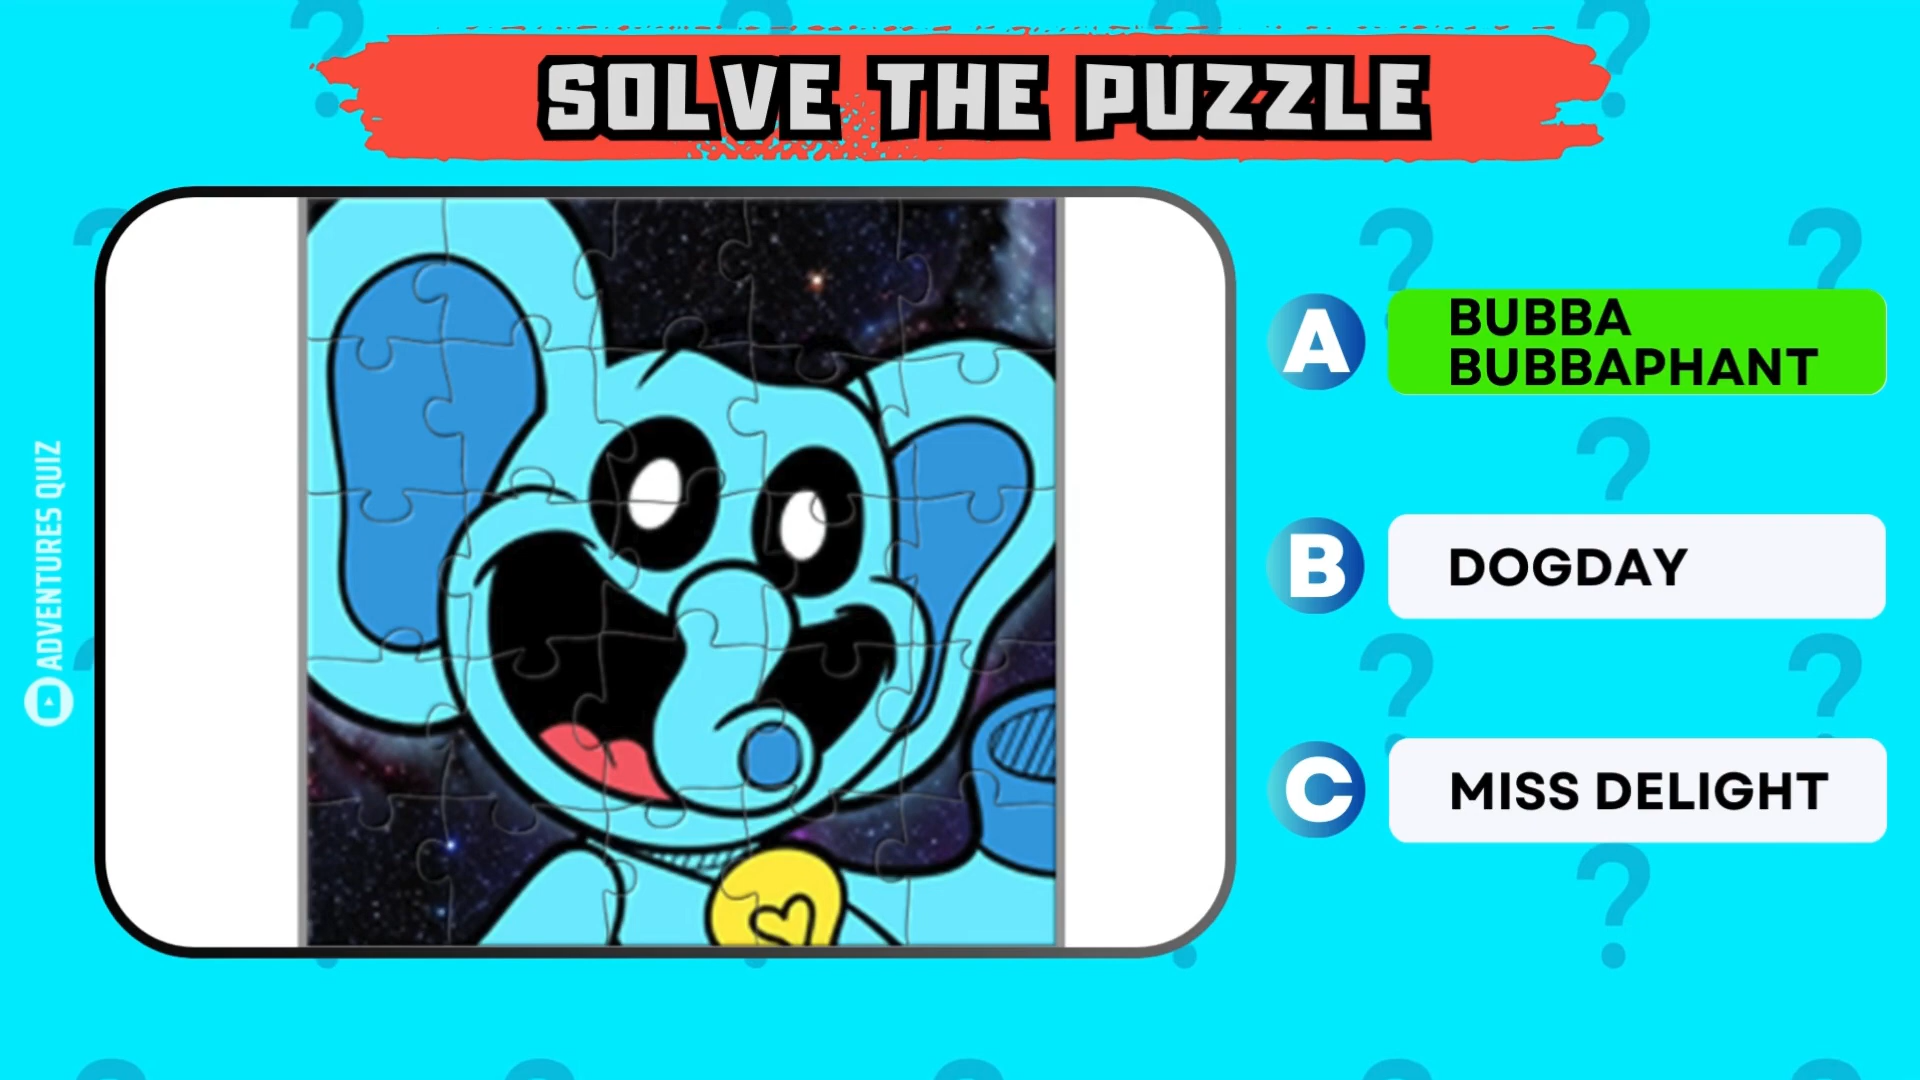 SOLVE THE PUZZLE
A
BUBBA
BUBBAPHANT
B
DOGDAY
C
MISS DELIGHT
ADVENTURES QUIZ